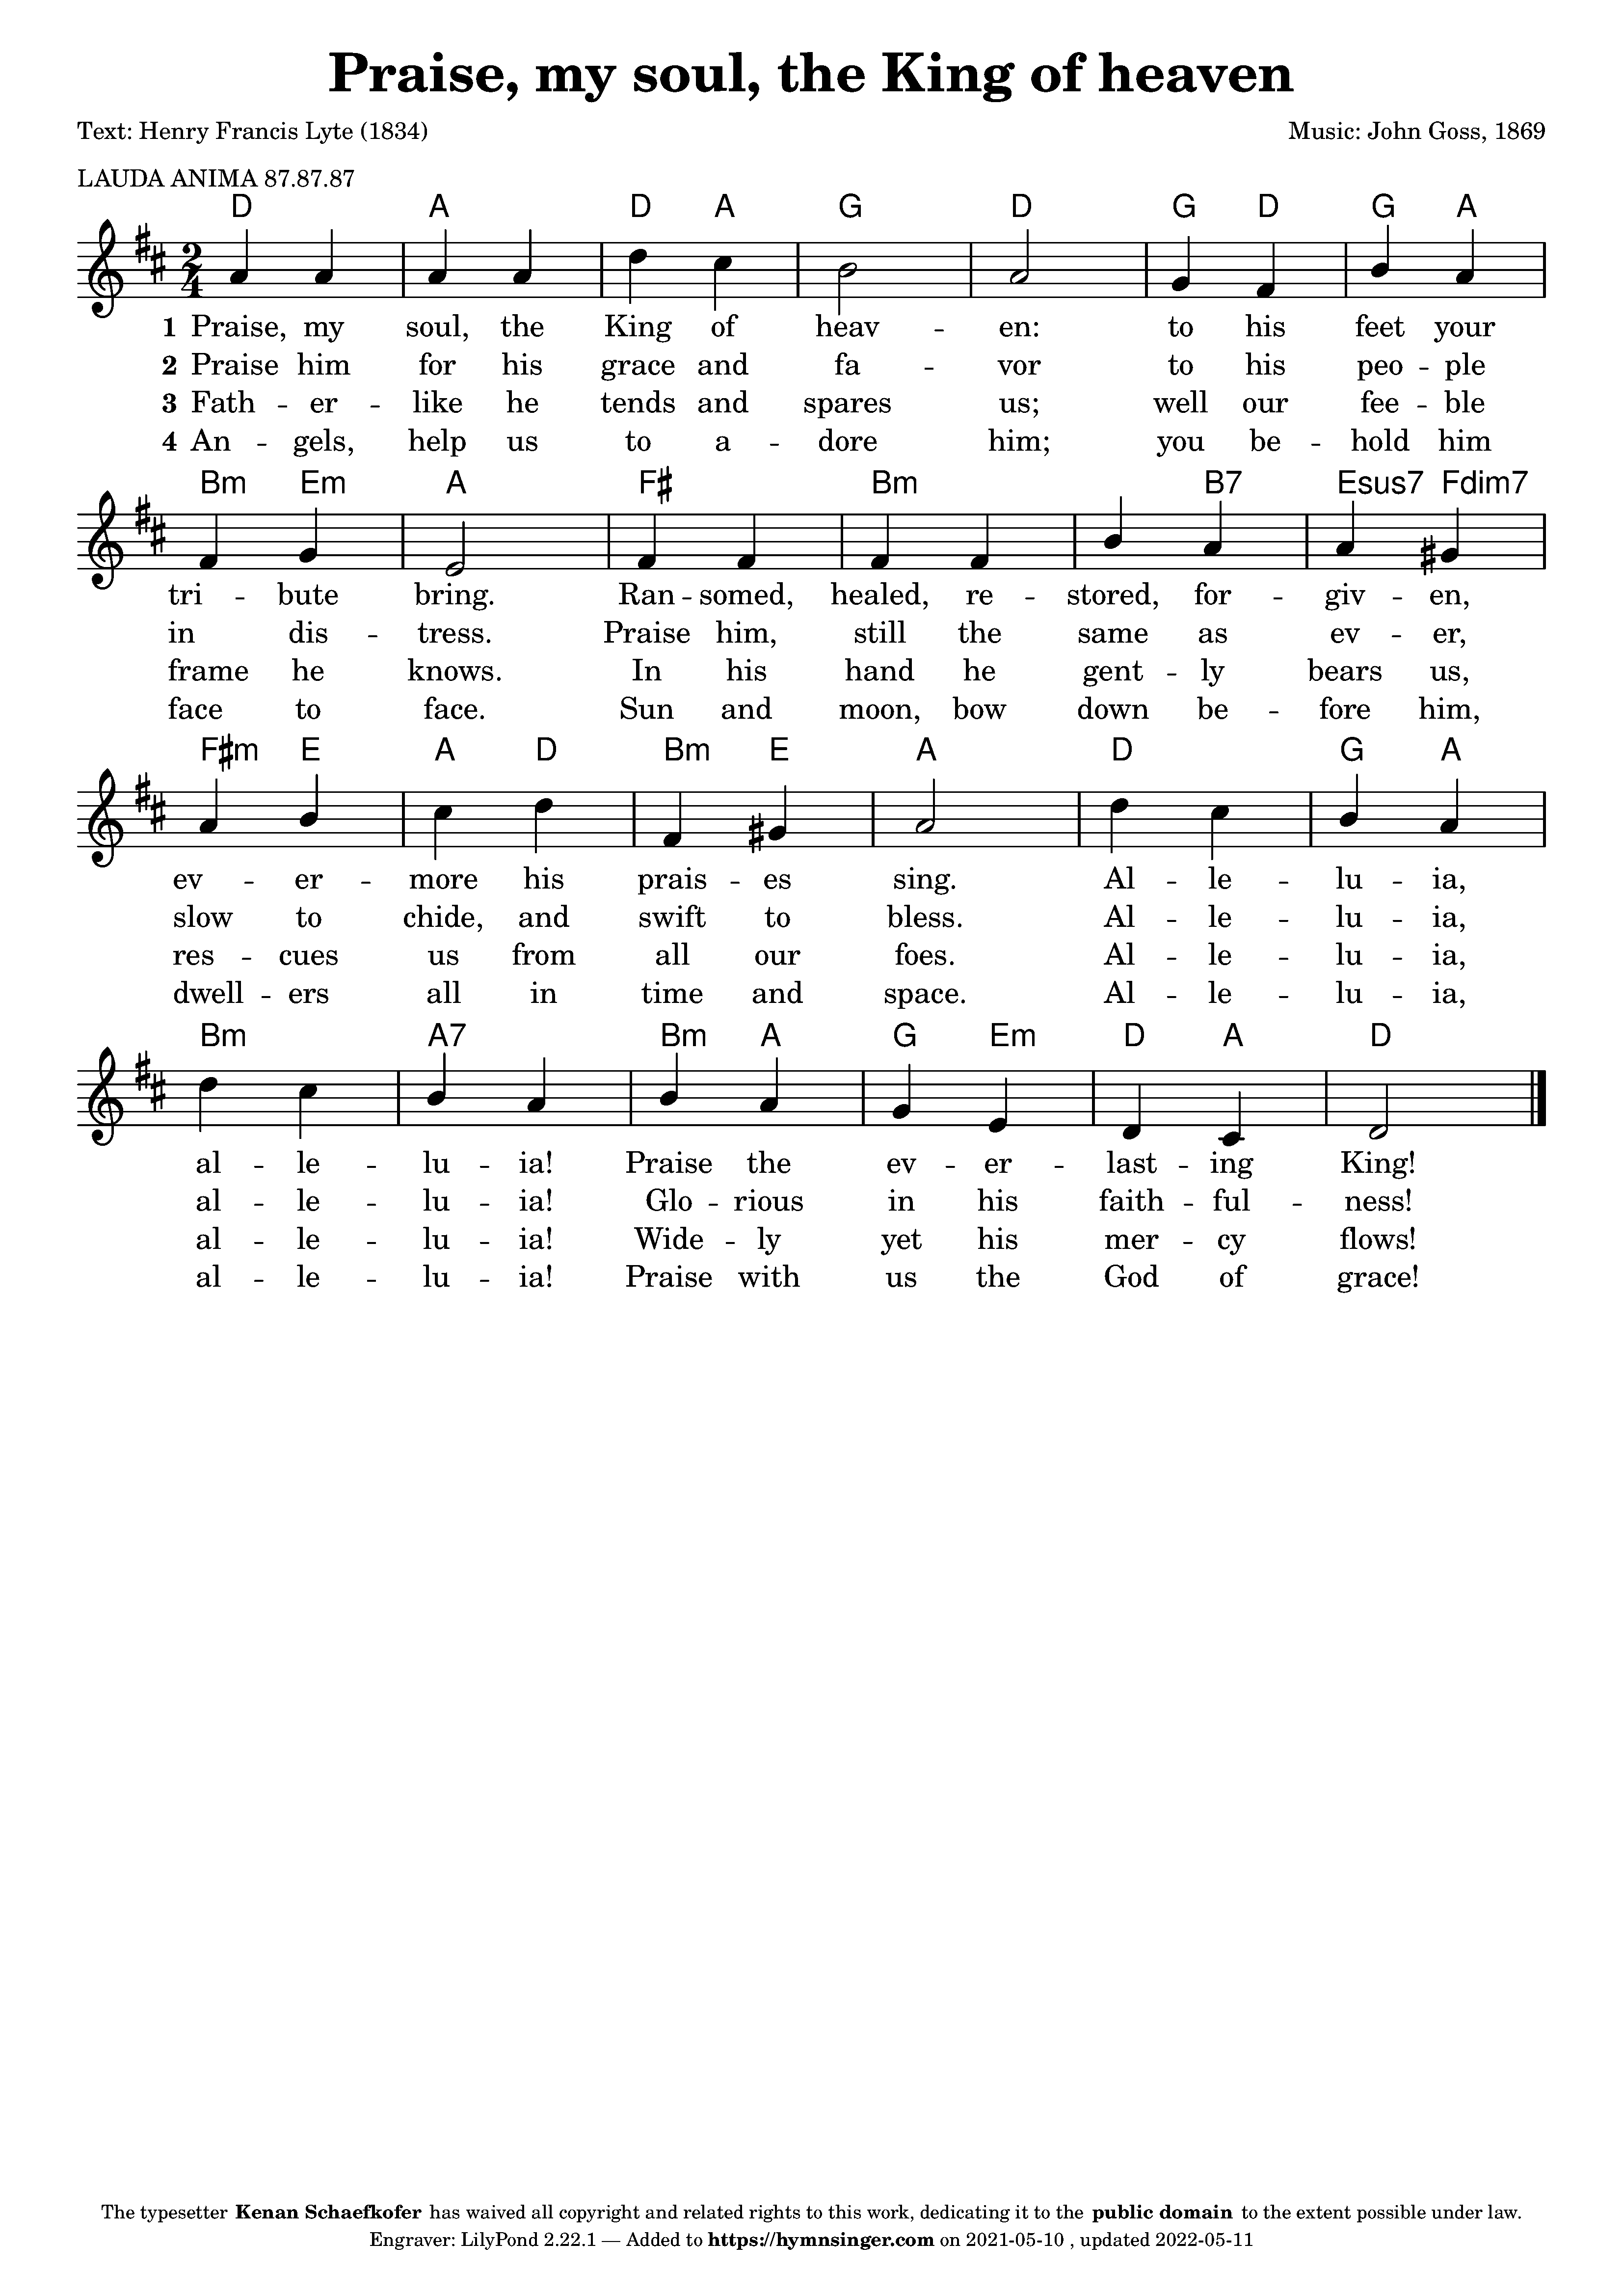 Praise, my soul, the King of heaven
Text: Henry Francis Lyte (1834) Music: John Goss, 1869
LAUDA ANIMA 87.87.87
D A D A G D G D G A
2
4
1 Praise, my soul, the King of heav -- en: to his feet your
2 Praise him for his grace and fa -- vor to his peo -- ple
3 Fath -- er -- like he tends and spares us; well our fee -- ble
4 An -- gels, help us to a -- dore him; you be -- hold him
Bm Em A F♯ Bm B7 Esus7 Fdim7
tri -- bute bring. Ran -- somed, healed, re -- stored, for -- giv -- en,
in dis -- tress. Praise him, still the same as ev -- er,
frame he knows. In his hand he gent -- ly bears us,
face to face. Sun and moon, bow down be -- fore him,
F♯m E A D Bm E A D G A
ev -- er -- more his prais -- es sing. Al -- le -- lu -- ia,
slow to chide, and swift to bless. Al -- le -- lu -- ia,
res -- cues us from all our foes. Al -- le -- lu -- ia,
dwell -- ers all in time and space. Al -- le -- lu -- ia,
Bm A7 Bm A G Em D A D
al -- le -- lu -- ia! Praise the ev -- er -- last -- ing King!
al -- le -- lu -- ia! Glo -- rious in his faith -- ful -- ness!
al -- le -- lu -- ia! Wide -- ly yet his mer -- cy flows!
al -- le -- lu -- ia! Praise with us the God of grace!
The typesetter Kenan Schaefkofer has waived all copyright and related rights to this work, dedicating it to the public domain to the extent possible under law.
Engraver: LilyPond 2.22.1 — Added to https://hymnsinger.com on 2021-05-10 , updated 2022-05-11